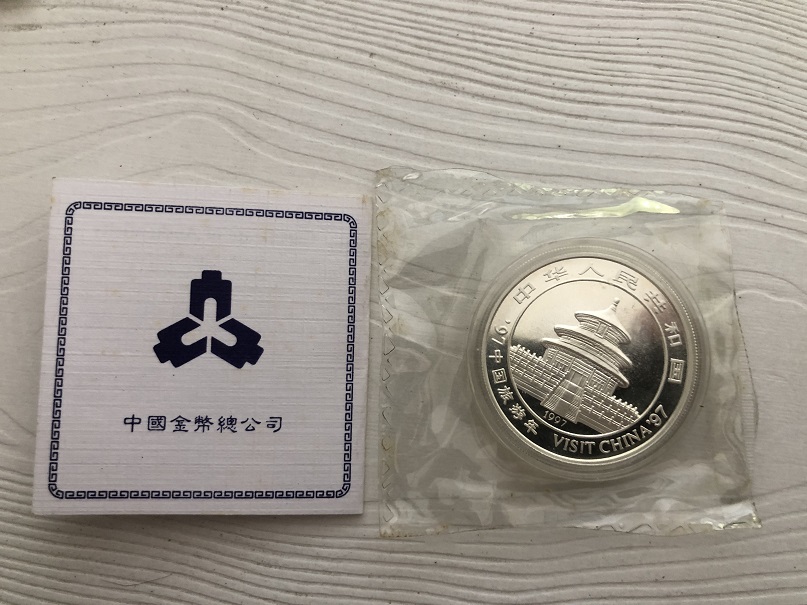 中國金幣總公司
中华人民共和国
'97中国旅游年
1997
VISIT CHINA'97